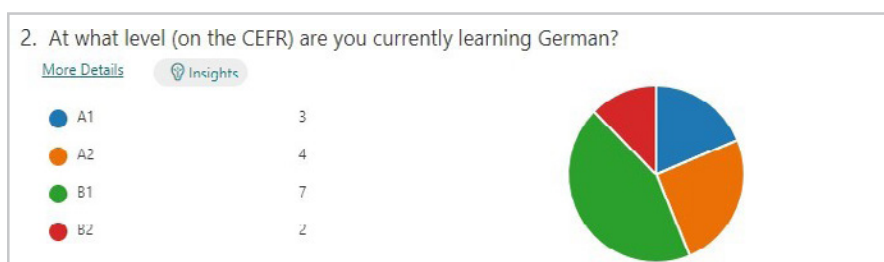 2. At what level (on the CEFR) are you currently learning German?
More Details Insights
A1 3
A2 4
B1 7
B2 2